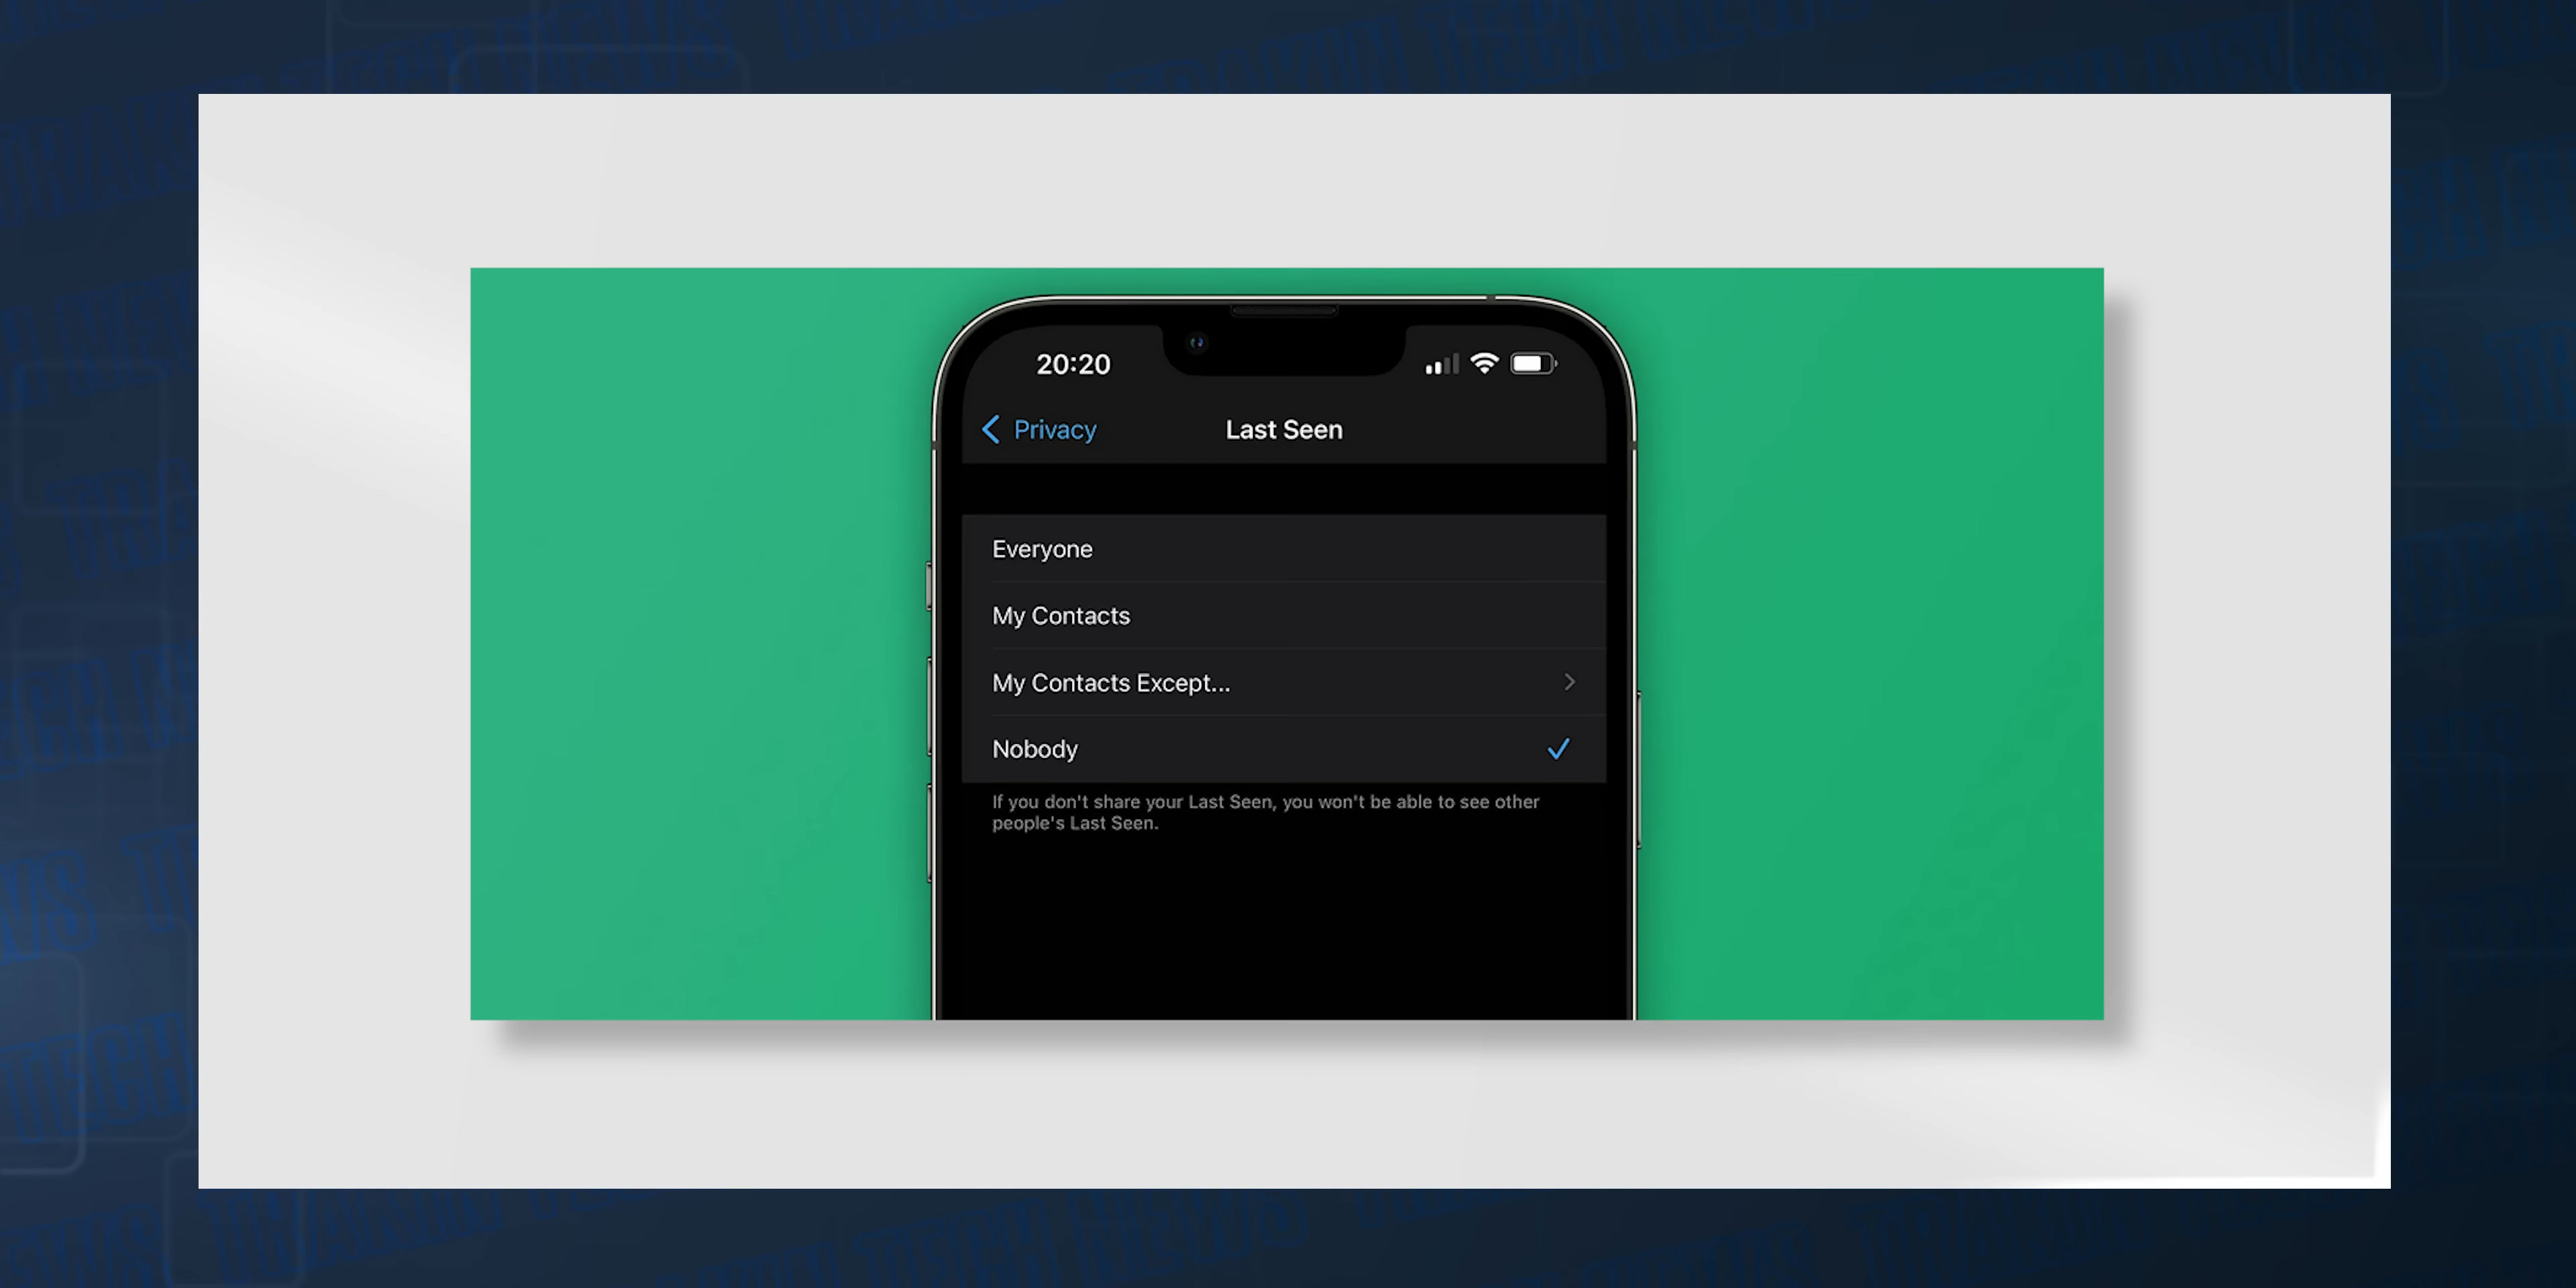 20:20
Privacy
Last Seen
Everyone
My Contacts
My Contacts Except...
Nobody
If you don't share your Last Seen, you won't be able to see other
people's Last Seen.
TECH